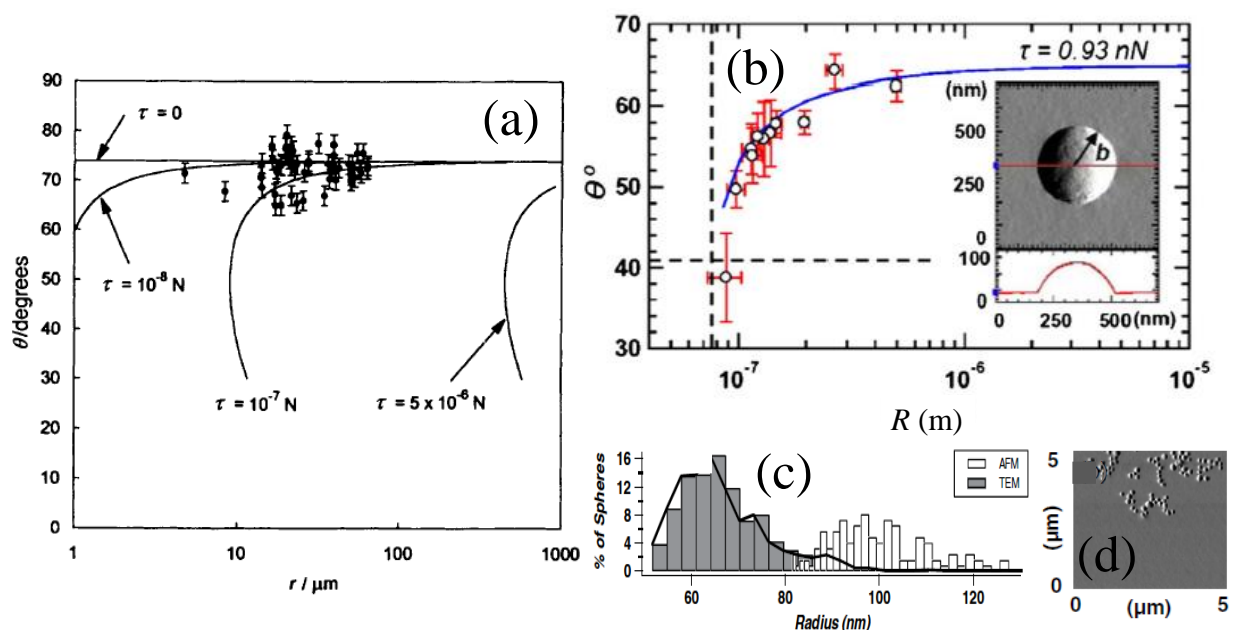 (a)
90
80
70
60
50
40
30
20
10
0
θ/degrees
τ = 0
τ = 10⁻⁸ N
τ = 10⁻⁷ N
τ = 5 x 10⁻⁶ N
1
10
100
1000
r / μm
(b)
70
60
50
40
30
θ°
τ = 0.93 nN
(nm)
500
250
0
b
100
0
0
250
500
(nm)
10⁻⁷
10⁻⁶
10⁻⁵
R (m)
(c)
% of Spheres
16
12
8
4
0
AFM
TEM
60
80
100
120
Radius (nm)
(d)
5
(μm)
0
0
(μm)
5